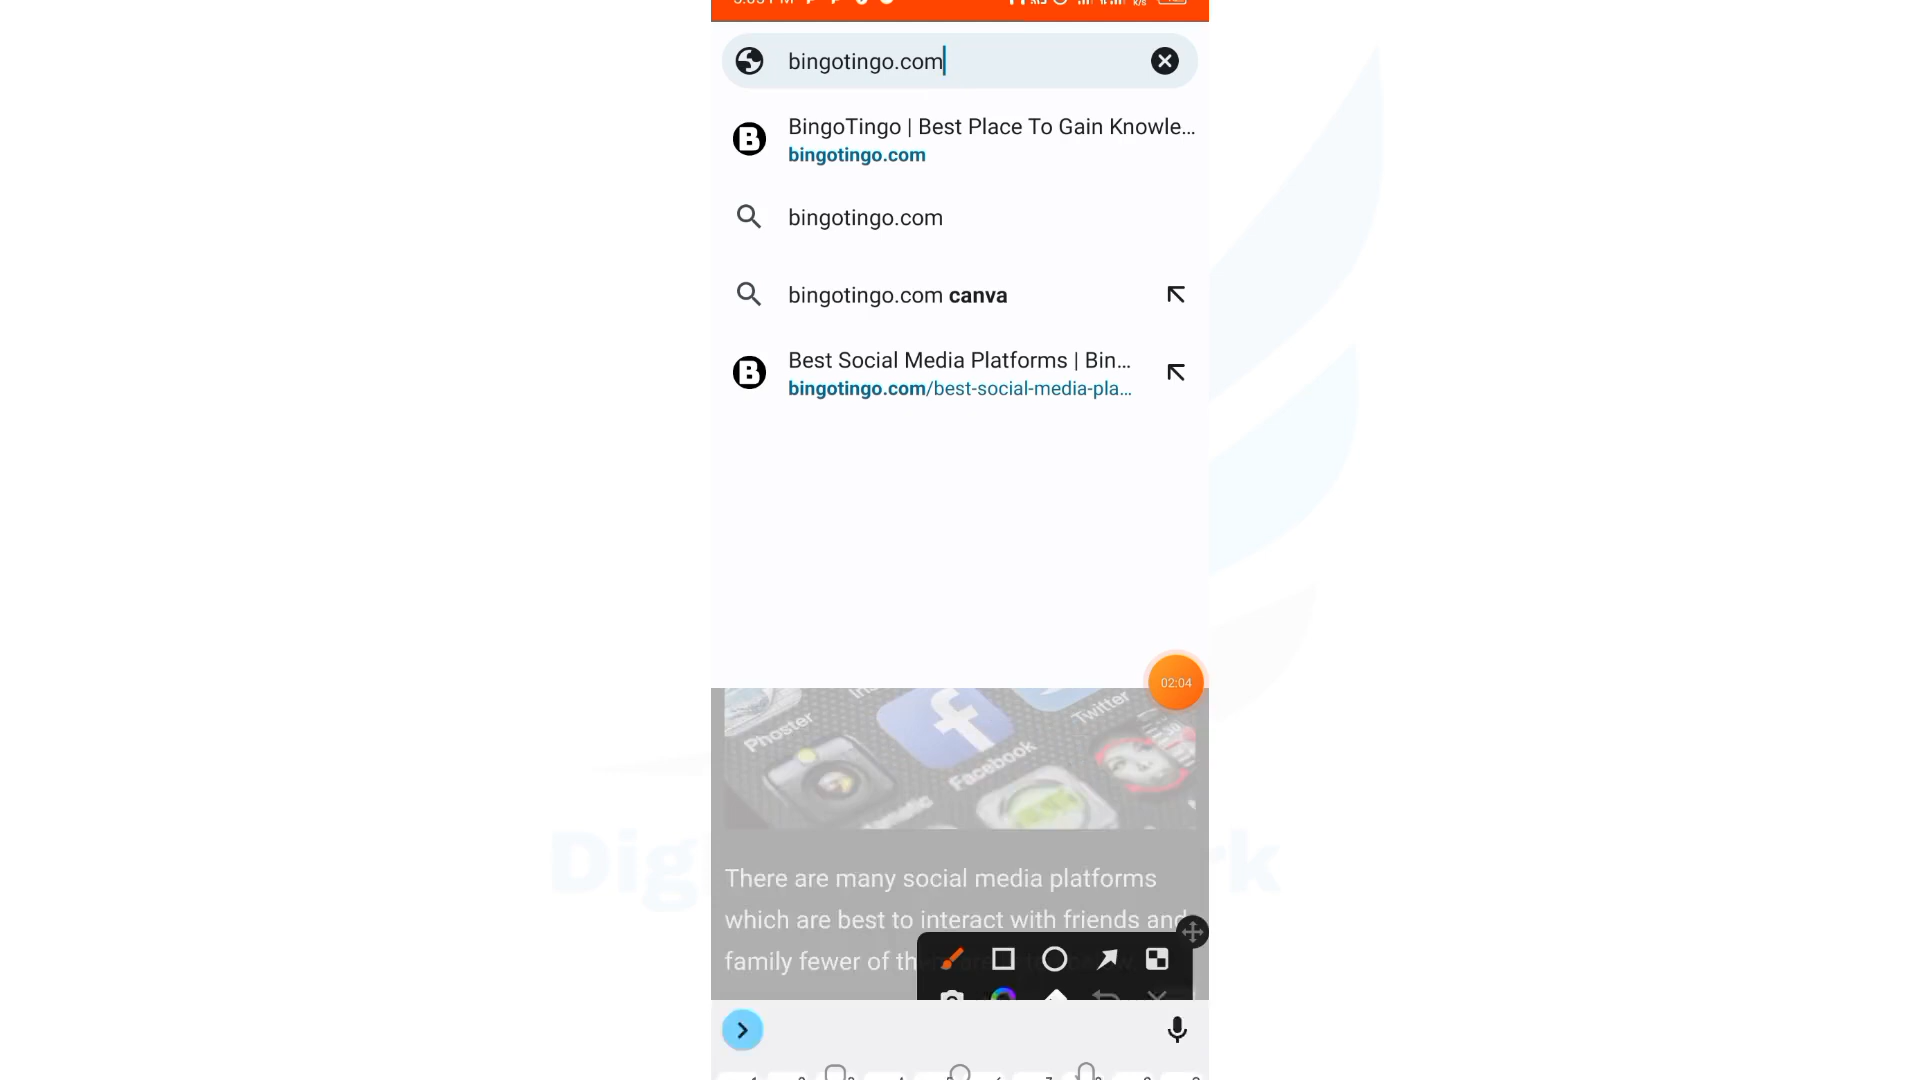 bingotingo.com
BingoTingo | Best Place To Gain Knowle...
bingotingo.com
bingotingo.com
bingotingo.com canva
Best Social Media Platforms | Bin...
bingotingo.com/best-social-media-pla...
02:04
Phoster
Twitter
Facebook
There are many social media platforms
which are best to interact with friends and
family fewer of
Dig
rk